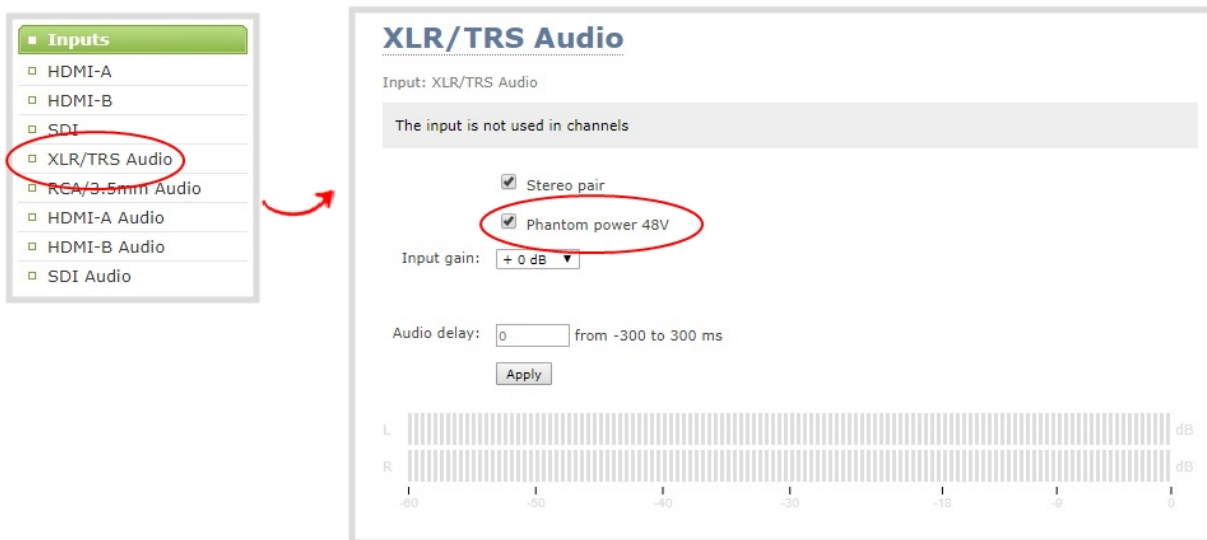 Inputs
HDMI-A
HDMI-B
SDI
XLR/TRS Audio
RCA/3.5mm Audio
HDMI-A Audio
HDMI-B Audio
SDI Audio
XLR/TRS Audio
Input: XLR/TRS Audio
The input is not used in channels
Stereo pair
Phantom power 48V
Input gain: + 0 dB
Audio delay: 0 from -300 to 300 ms
Apply
L dB
R dB
-60 -50 -40 -30 -18 -9 0